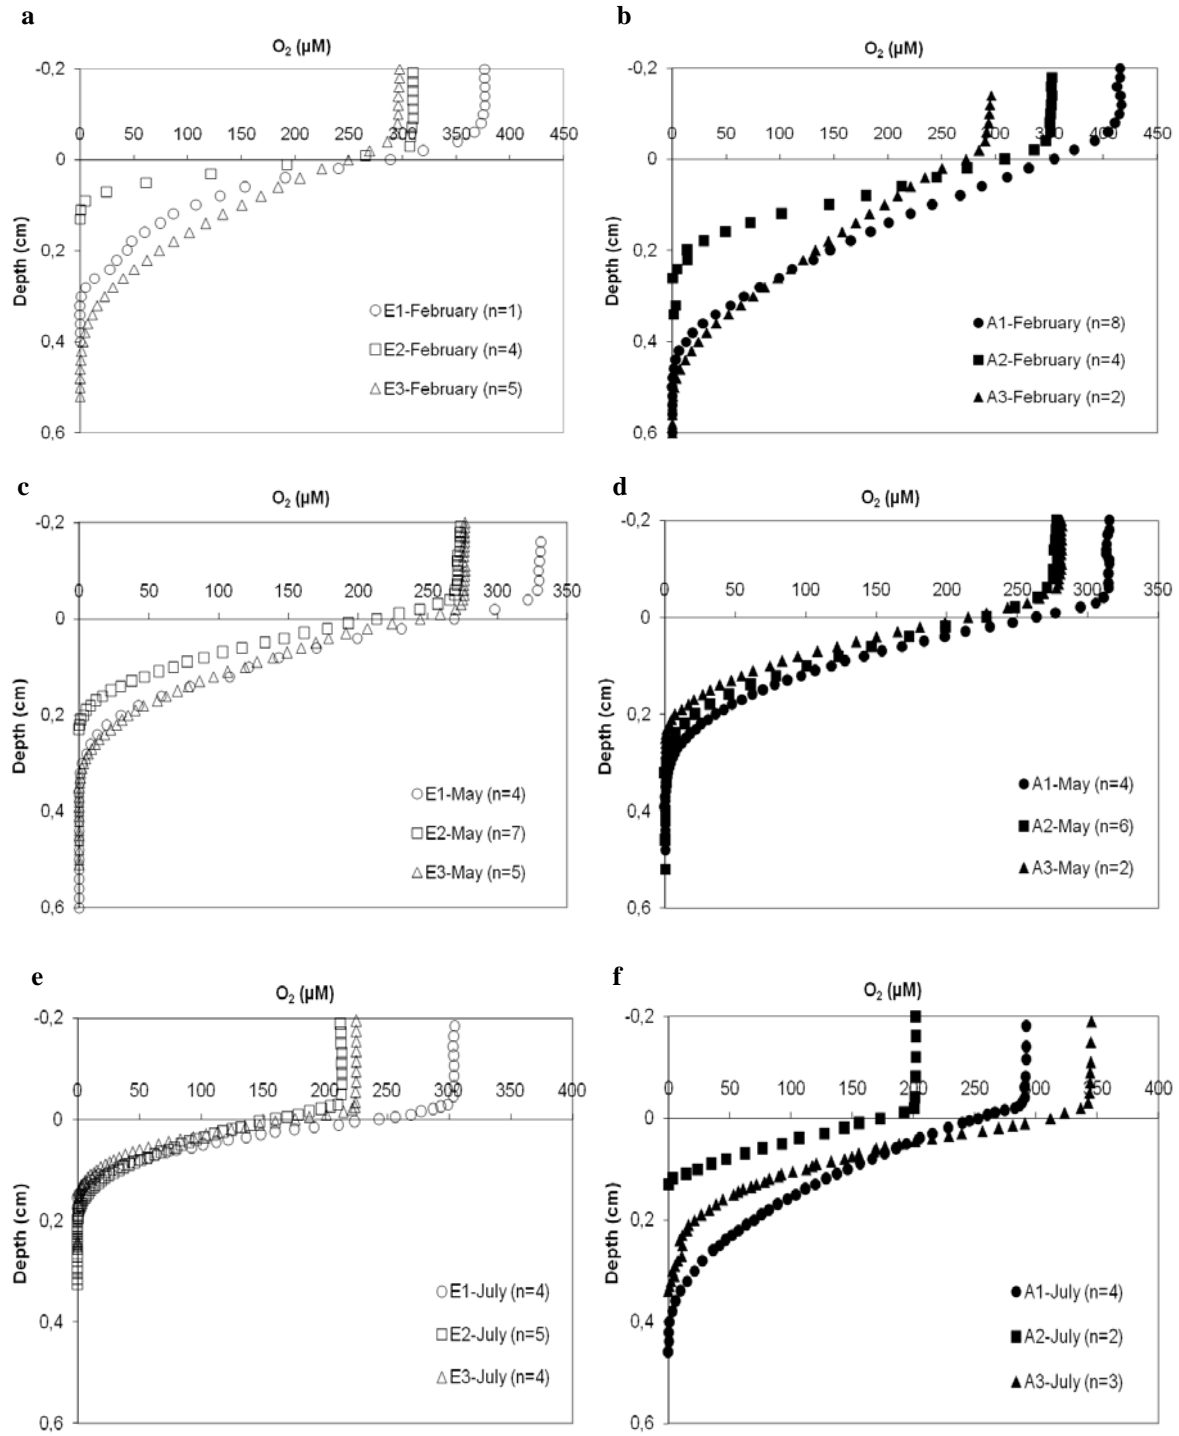 a
O2 (µM)
-0,2
0 50 100 150 200 250 300 350 400 450
0
0,2
0,4
0,6
Depth (cm)
E1-February (n=1)
E2-February (n=4)
E3-February (n=5)
b
O2 (µM)
-0,2
0 50 100 150 200 250 300 350 400 450
0
0,2
0,4
0,6
Depth (cm)
A1-February (n=8)
A2-February (n=4)
A3-February (n=2)
c
O2 (µM)
-0,2
0 50 100 150 200 250 300 350
0
0,2
0,4
0,6
Depth (cm)
E1-May (n=4)
E2-May (n=7)
E3-May (n=5)
d
O2 (µM)
-0,2
0 50 100 150 200 250 300 350
0
0,2
0,4
0,6
Depth (cm)
A1-May (n=4)
A2-May (n=6)
A3-May (n=2)
e
O2 (µM)
-0,2
0 50 100 150 200 250 300 350 400
0
0,2
0,4
0,6
Depth (cm)
E1-July (n=4)
E2-July (n=5)
E3-July (n=4)
f
O2 (µM)
-0,2
0 50 100 150 200 250 300 350 400
0
0,2
0,4
0,6
Depth (cm)
A1-July (n=4)
A2-July (n=2)
A3-July (n=3)